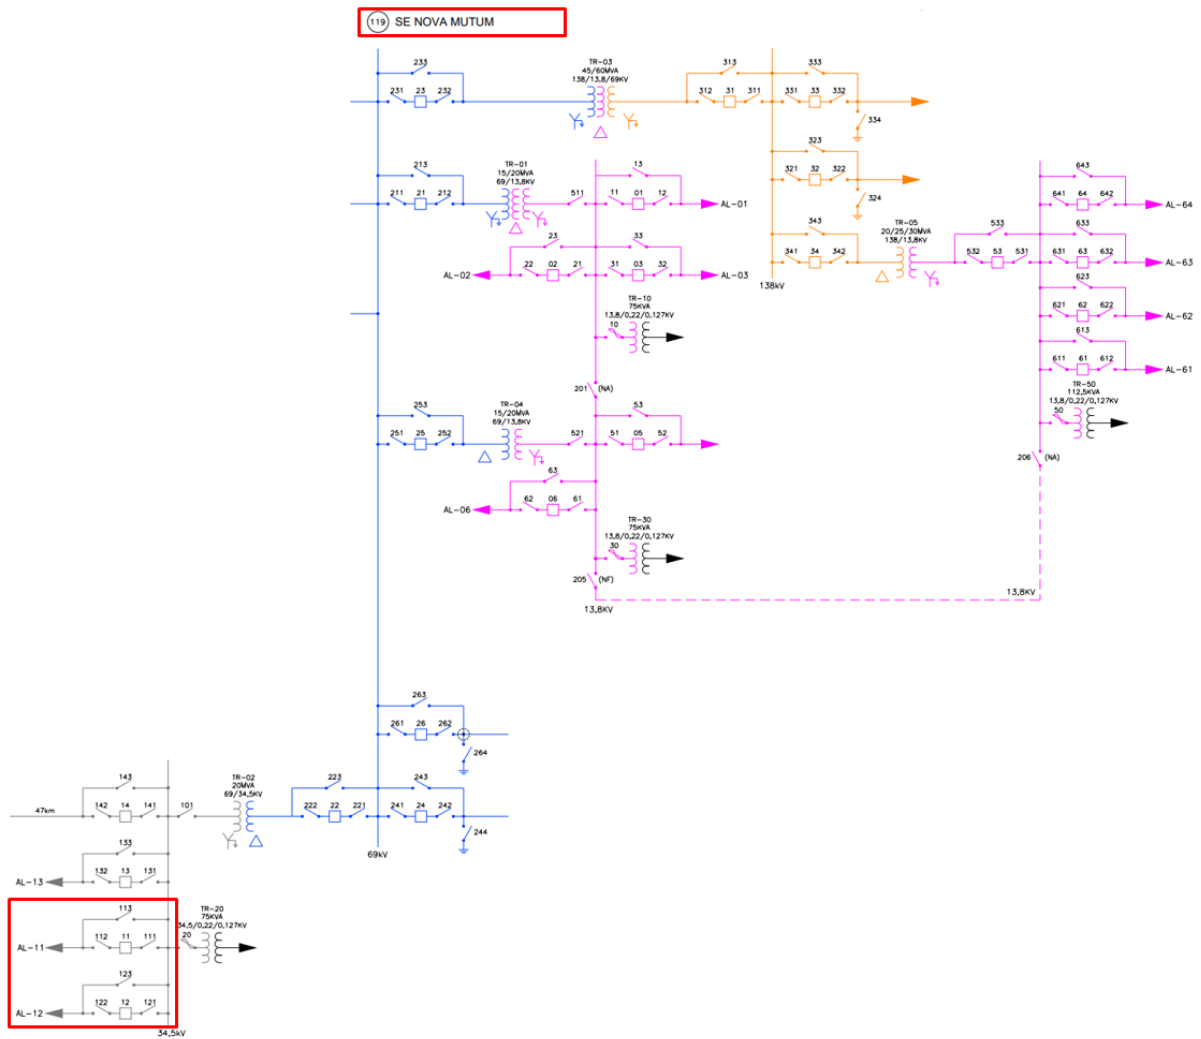 119 SE NOVA MUTUM
233
231 23 232
TR-03
45/60MVA
138/13,8/69KV
313
312 31 311
333
331 33 332
334
323
321 32 322
324
213
211 21 212
TR-01
15/20MVA
69/13,8KV
511
13
11 01 12
AL-01
23
22 02 21
AL-02
33
31 03 32
AL-03
343
341 34 342
138kV
TR-05
20/25/30MVA
138/13,8KV
533
532 53 531
643
641 64 642
AL-64
633
631 63 632
AL-63
623
621 62 622
AL-62
613
611 61 612
AL-61
TR-10
75KVA
13,8/0,22/0,127KV
10
201 (NA)
TR-50
112,5KVA
13,8/0,22/0,127KV
50
206 (NA)
253
251 25 252
TR-04
15/20MVA
69/13,8KV
521
53
51 05 52
63
62 06 61
AL-06
TR-30
75KVA
13,8/0,22/0,127KV
30
205 (NF)
13,8KV
13,8KV
263
261 26 262
264
143
47km
142 14 141
101
TR-02
20MVA
69/34,5KV
223
222 22 221
243
241 24 242
244
69kV
133
132 13 131
AL-13
113
112 11 111
AL-11
TR-20
75KVA
34,5/0,22/0,127KV
20
123
122 12 121
AL-12
34,5kV